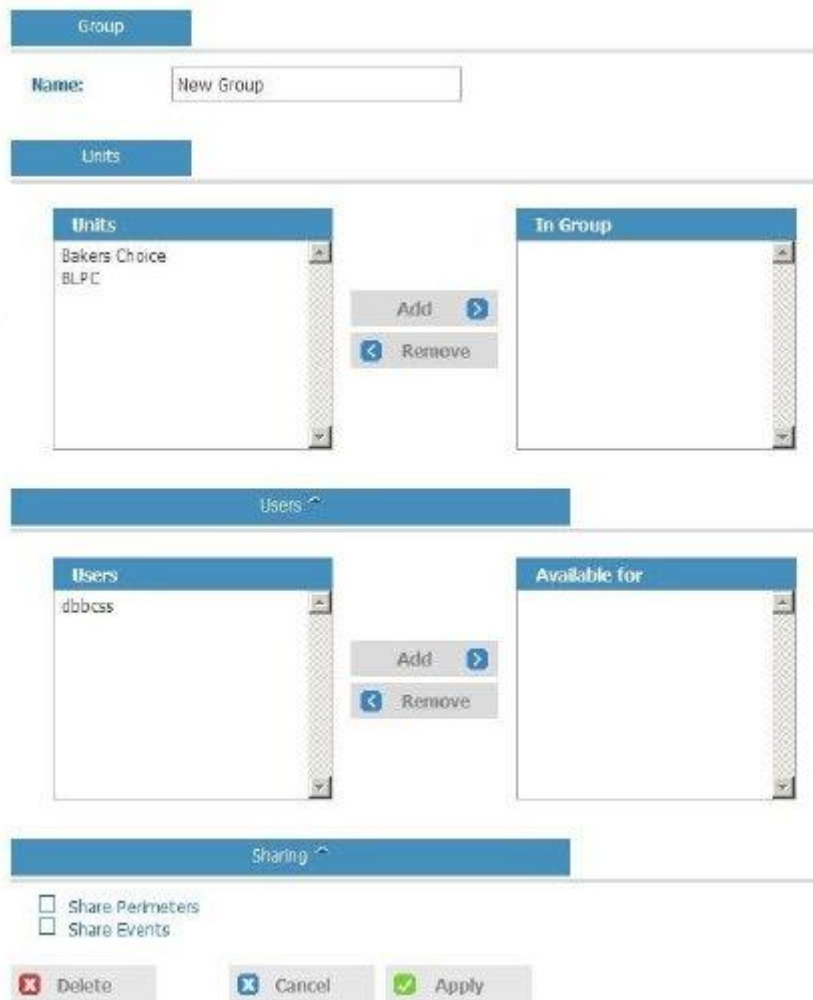 Group
Name: New Group
Units
Units In Group
Bakers Choice
BLPC
Add
Remove
Users
Users Available for
dbbcss
Add
Remove
Sharing
Share Perimeters
Share Events
Delete Cancel Apply